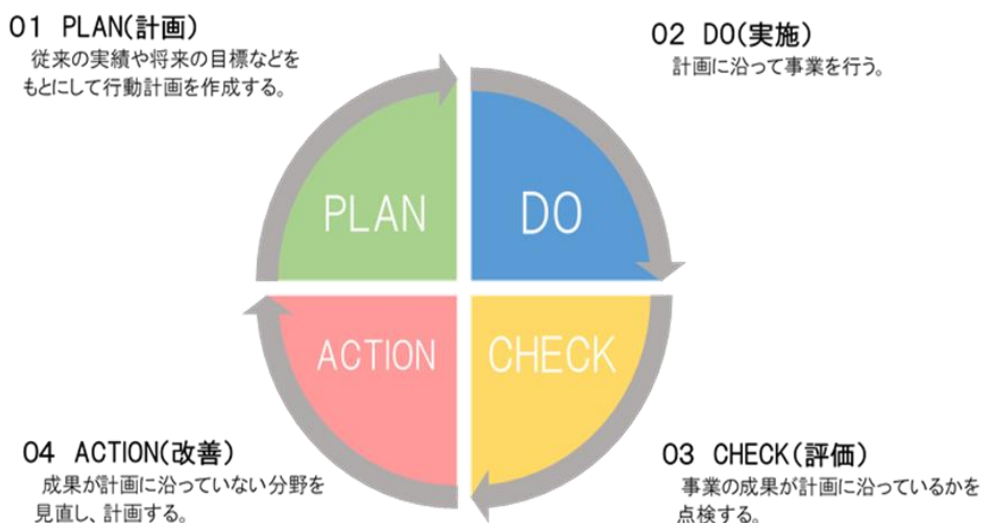 01 PLAN(計画)
従来の実績や将来の目標などを
もとにして行動計画を作成する。
02 DO(実施)
計画に沿って事業を行う。
PLAN
DO
ACTION
CHECK
04 ACTION(改善)
成果が計画に沿っていない分野を
見直し、計画する。
03 CHECK(評価)
事業の成果が計画に沿っているかを
点検する。